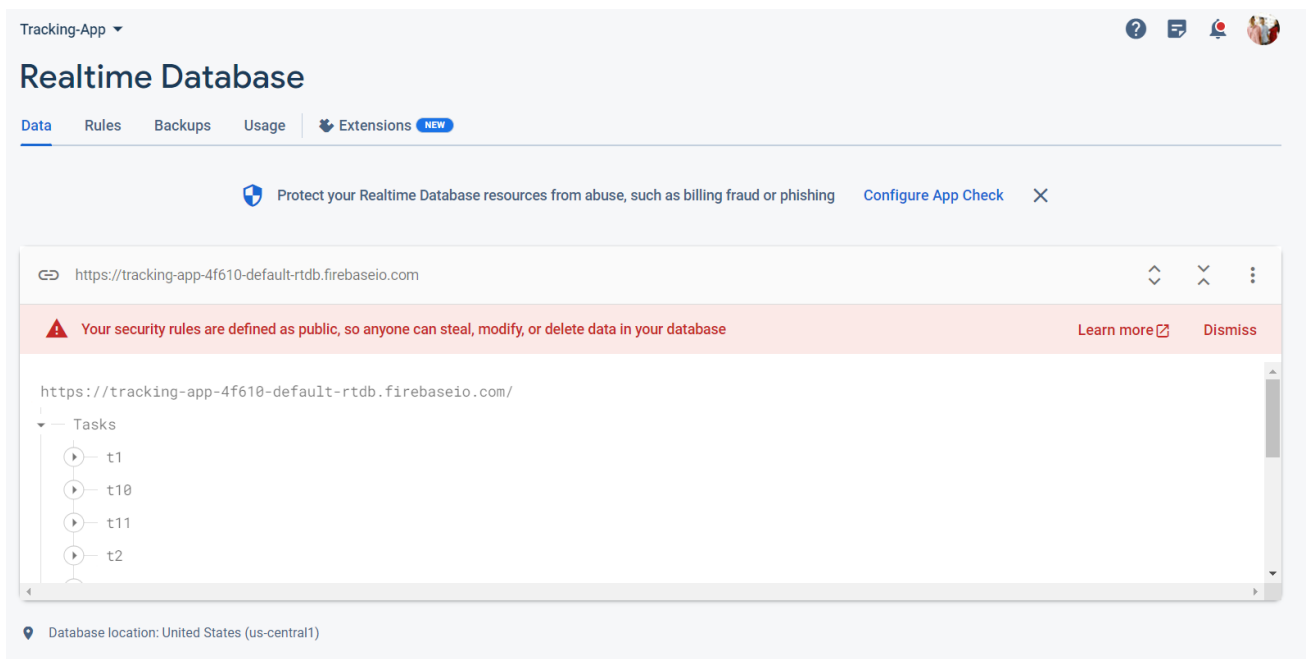 Tracking-App
Realtime Database
Data Rules Backups Usage Extensions NEW
Protect your Realtime Database resources from abuse, such as billing fraud or phishing Configure App Check
https://tracking-app-4f610-default-rtdb.firebaseio.com
Your security rules are defined as public, so anyone can steal, modify, or delete data in your database Learn more Dismiss
https://tracking-app-4f610-default-rtdb.firebaseio.com/
Tasks
t1
t10
t11
t2
Database location: United States (us-central1)